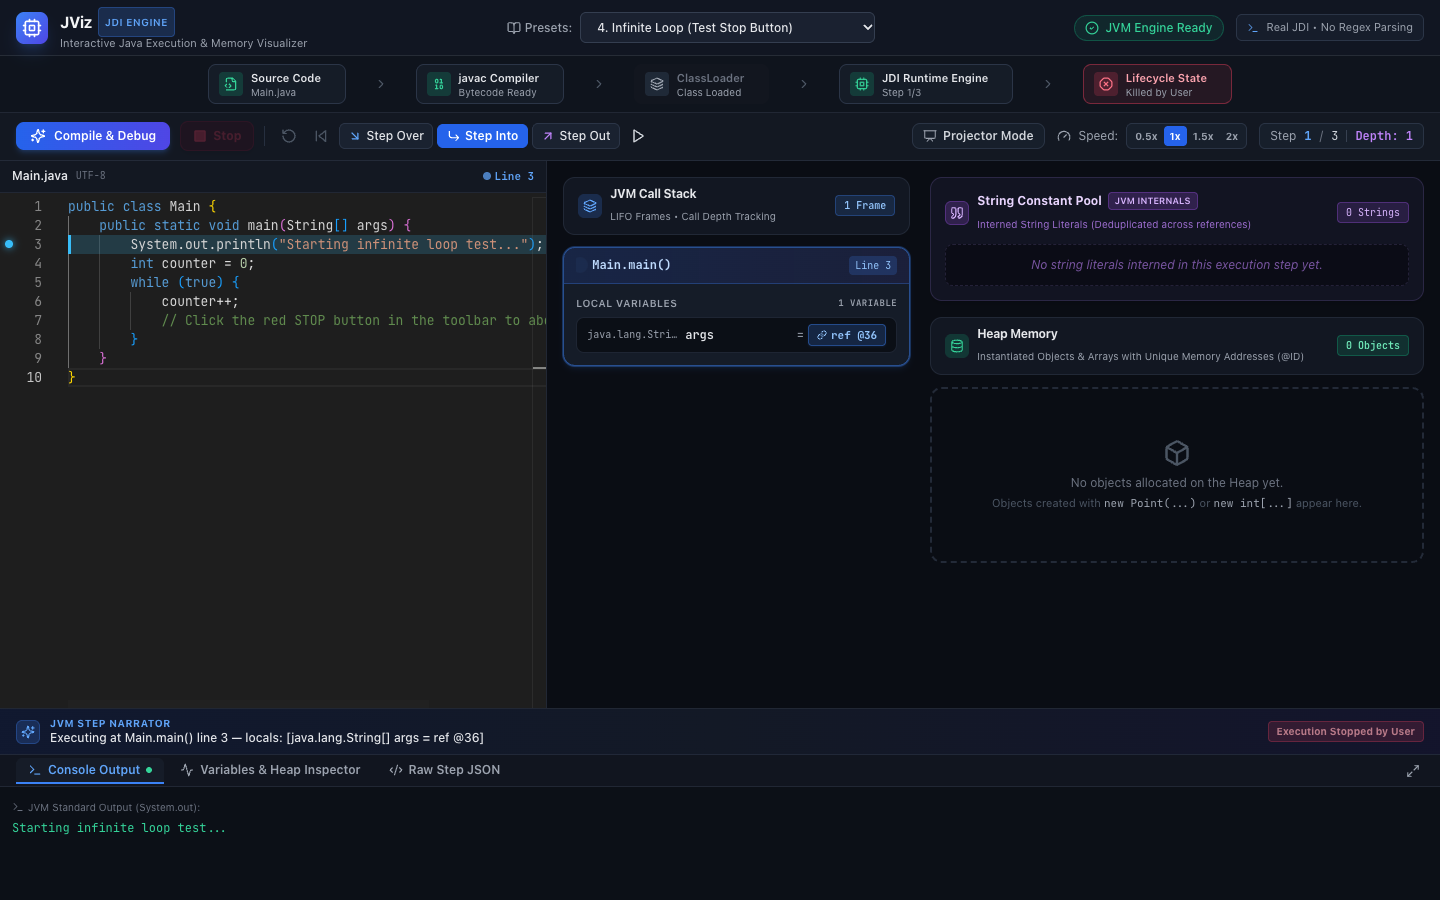 JViz JDI ENGINE
Interactive Java Execution & Memory Visualizer
Presets: 4. Infinite Loop (Test Stop Button)
JVM Engine Ready
Real JDI • No Regex Parsing
Source Code
Main.java
javac Compiler
Bytecode Ready
ClassLoader
Class Loaded
JDI Runtime Engine
Step 1/3
Lifecycle State
Killed by User
Compile & Debug
Stop
Step Over
Step Into
Step Out
Projector Mode
Speed: 0.5x 1x 1.5x 2x
Step 1 / 3 | Depth: 1
Main.java UTF-8
Line 3
1 public class Main {
2 public static void main(String[] args) {
3 System.out.println("Starting infinite loop test...");
4 int counter = 0;
5 while (true) {
6 counter++;
7 // Click the red STOP button in the toolbar to
8 }
9 }
10 }
JVM Call Stack
LIFO Frames • Call Depth Tracking
1 Frame
Main.main()
Line 3
LOCAL VARIABLES
1 VARIABLE
java.lang.Stri… args = ref @36
String Constant Pool JVM INTERNALS
Interned String Literals (Deduplicated across references)
0 Strings
No string literals interned in this execution step yet.
Heap Memory
Instantiated Objects & Arrays with Unique Memory Addresses (@ID)
0 Objects
No objects allocated on the Heap yet.
Objects created with new Point(...) or new int[...] appear here.
JVM STEP NARRATOR
Executing at Main.main() line 3 — locals: [java.lang.String[] args = ref @36]
Execution Stopped by User
Console Output
Variables & Heap Inspector
Raw Step JSON
JVM Standard Output (System.out):
Starting infinite loop test...